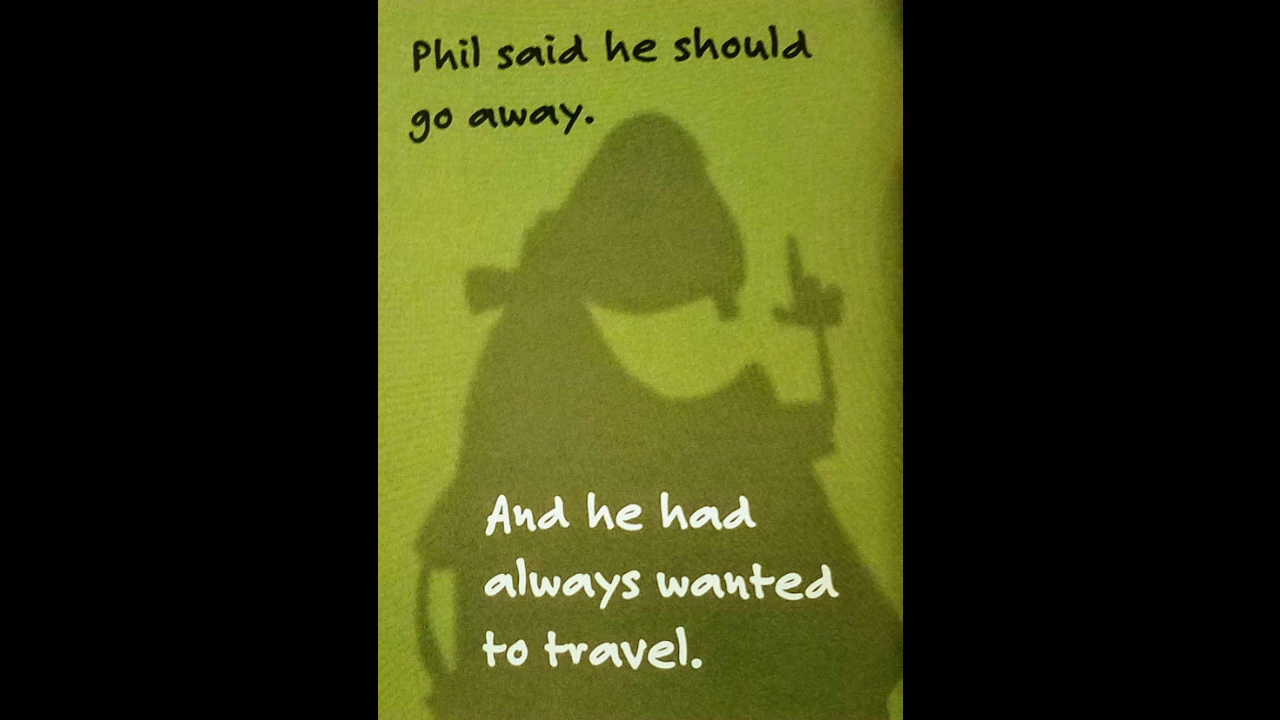 Phil said he should
go away.
And he had
always wanted
to travel.